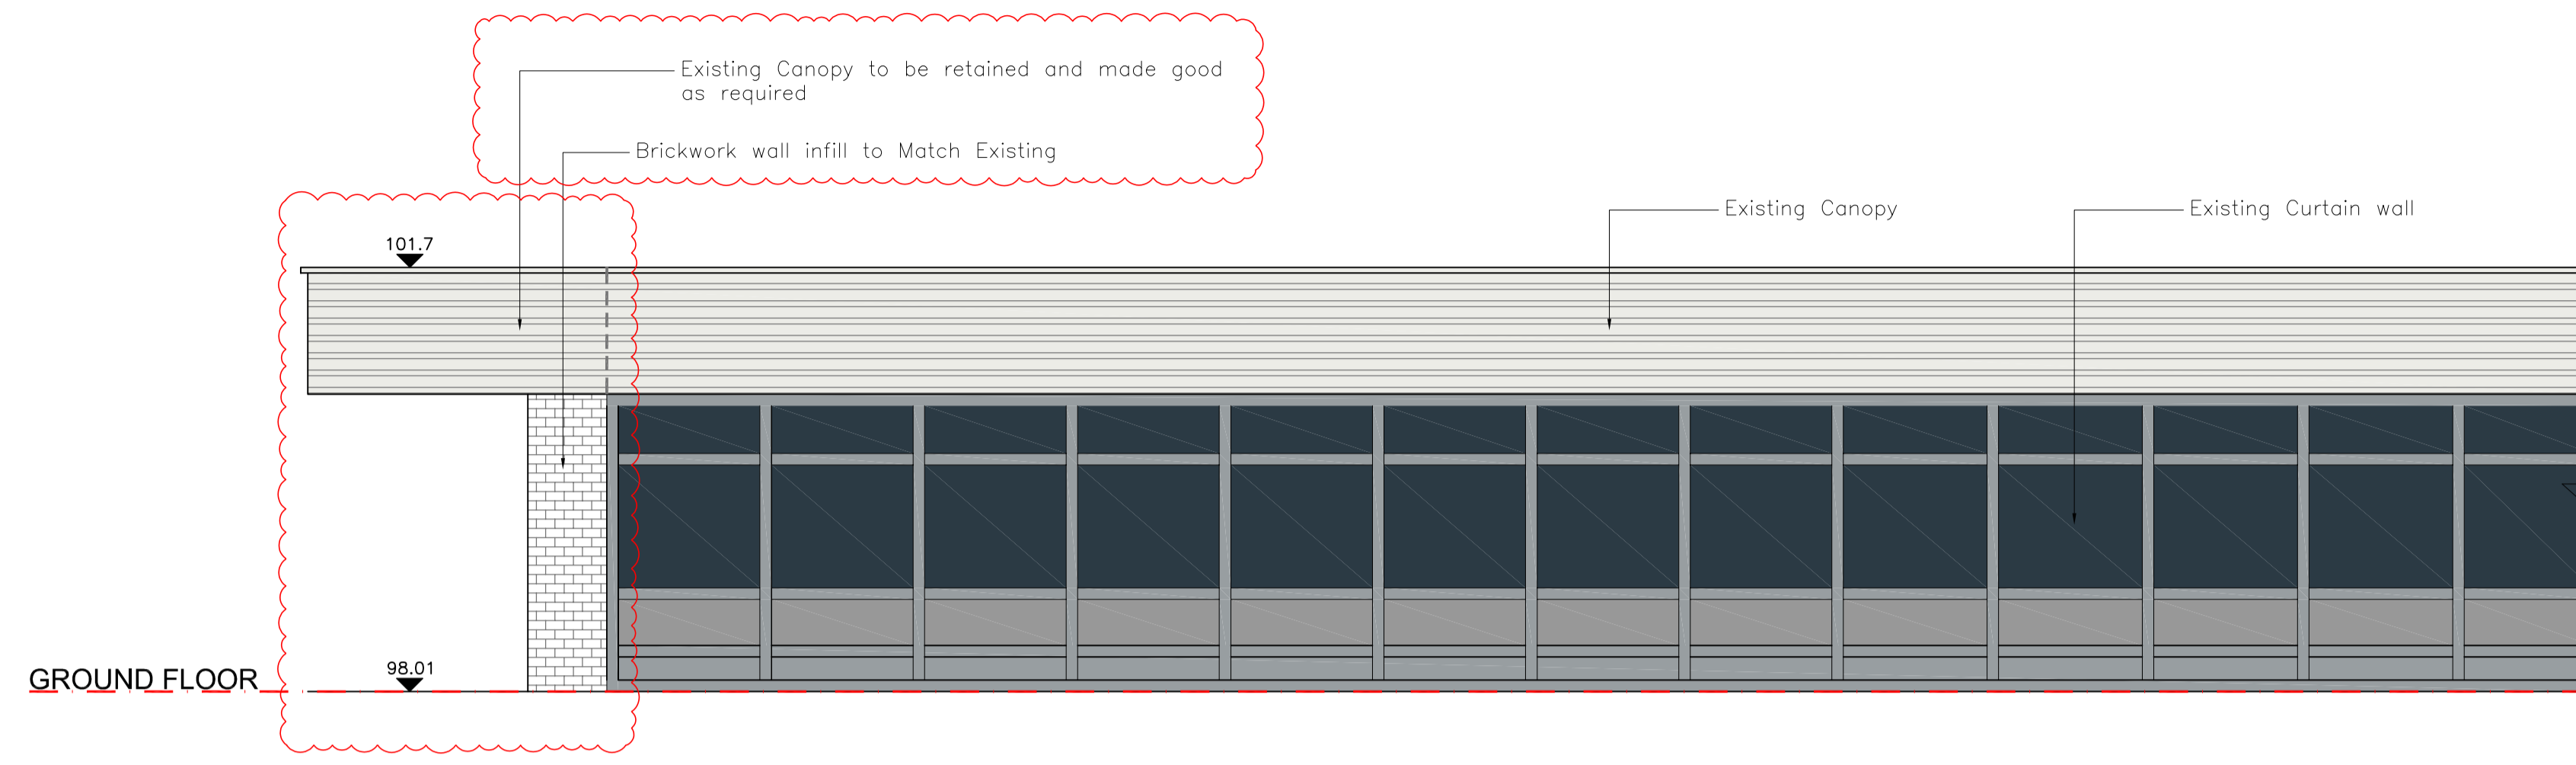 Existing Canopy to be retained and made good
as required
Brickwork wall infill to Match Existing
Existing Canopy
Existing Curtain wall
101.7
98.01
GROUND FLOOR